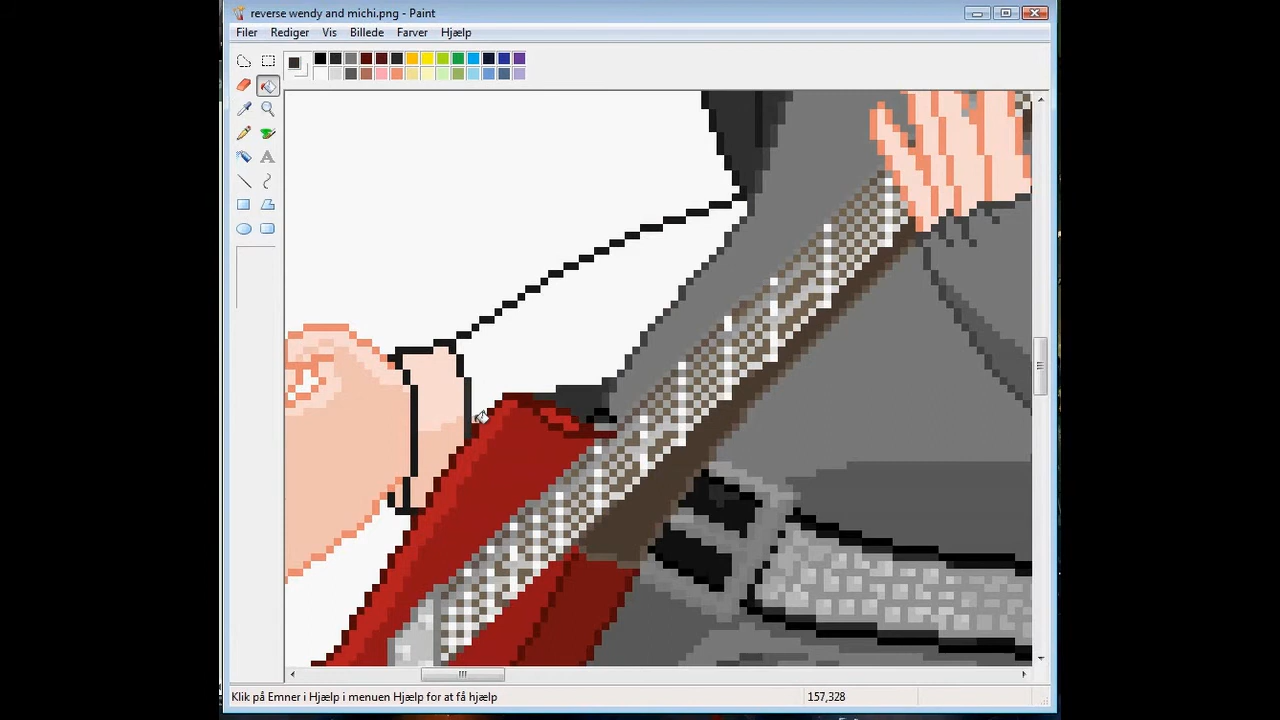 reverse wendy and michi.png - Paint
Filer Rediger Vis Billede Farver Hjælp
Klik på Emner i Hjælp i menuen Hjælp for at få hjælp 157,328